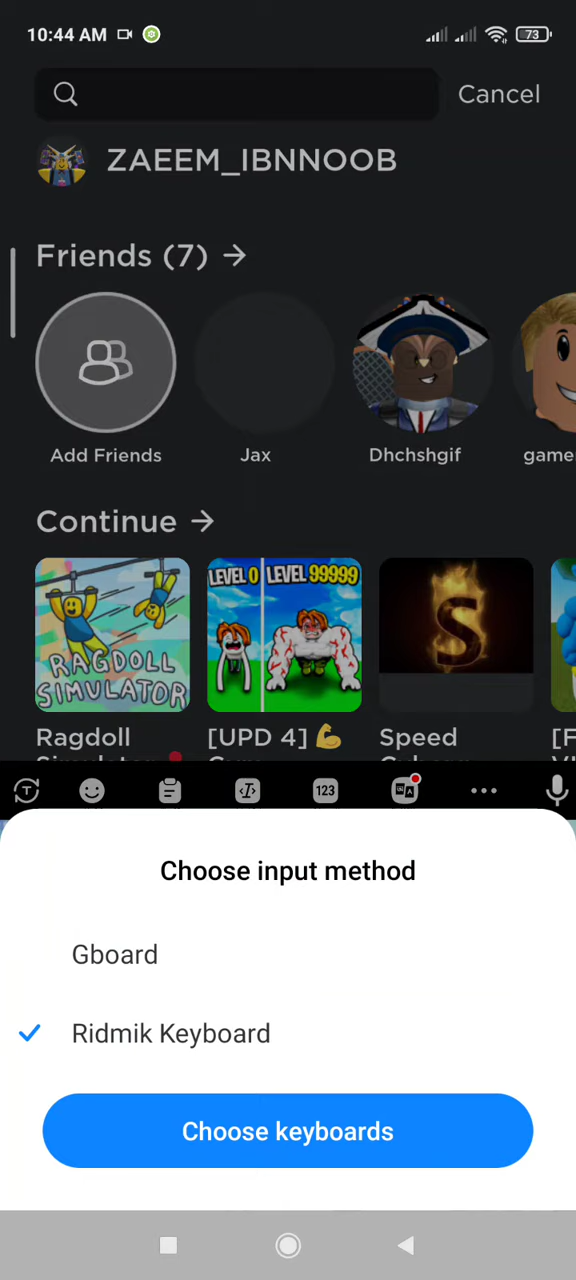 10:44 AM
73
Cancel
ZAEEM_IBNNOOB
Friends (7) →
Add Friends
Jax
Dhchshgif
game
Continue →
RAGDOLL
SIMULATOR
LEVEL 0 LEVEL 99999
S
Ragdoll
[UPD 4] 💪
Speed
[F
T
123
A
Choose input method
Gboard
Ridmik Keyboard
Choose keyboards